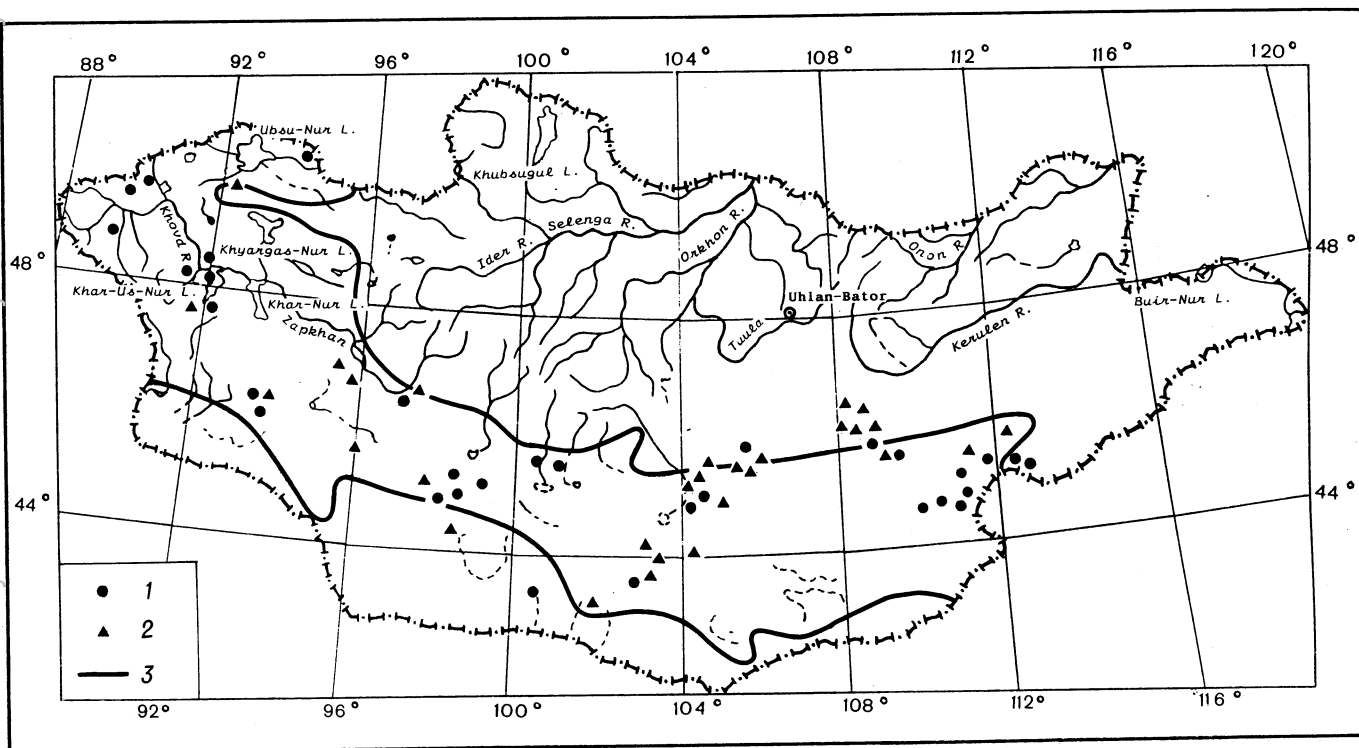 88° 92° 96° 100° 104° 108° 112° 116° 120°
Ubsu-Nur L.
Khubsugul L.
Khova R.
Selenga R.
Orkhon R.
Khyargas-Nur L.
Ider R.
Onon R.
48° 48°
Khar-Us-Nur L.
Khar-Nur L.
Uhlan-Bator
Buir-Nur L.
Zapkhan
Tuula
Kerulen R.
44° 44°
1
2
3
92° 96° 100° 104° 108° 112° 116°